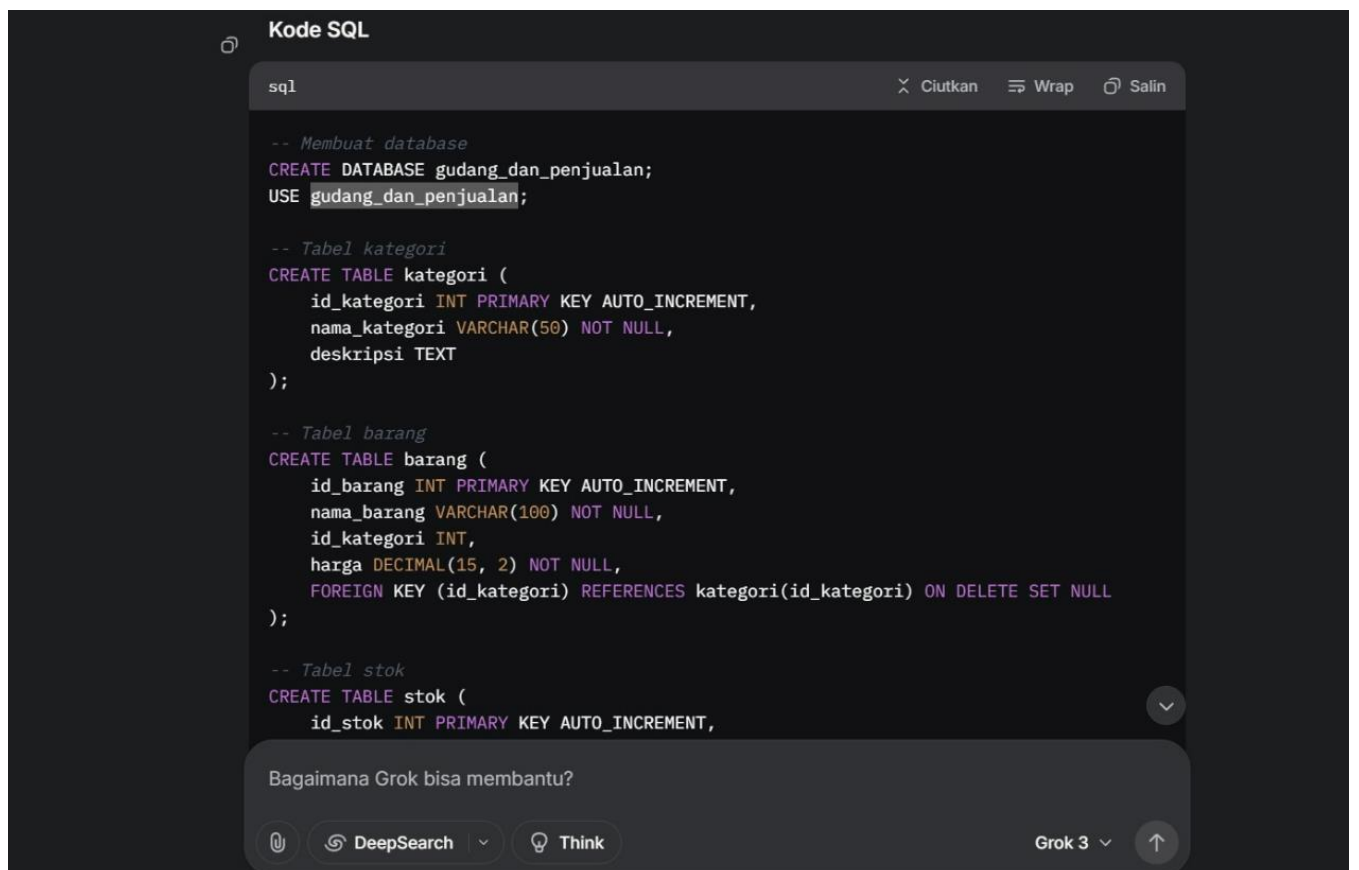 Kode SQL
sql
Ciutkan
Wrap
Salin
-- Membuat database
CREATE DATABASE gudang_dan_penjualan;
USE gudang_dan_penjualan;
-- Tabel kategori
CREATE TABLE kategori (
id_kategori INT PRIMARY KEY AUTO_INCREMENT,
nama_kategori VARCHAR(50) NOT NULL,
deskripsi TEXT
);
-- Tabel barang
CREATE TABLE barang (
id_barang INT PRIMARY KEY AUTO_INCREMENT,
nama_barang VARCHAR(100) NOT NULL,
id_kategori INT,
harga DECIMAL(15, 2) NOT NULL,
FOREIGN KEY (id_kategori) REFERENCES kategori(id_kategori) ON DELETE SET NULL
);
-- Tabel stok
CREATE TABLE stok (
id_stok INT PRIMARY KEY AUTO_INCREMENT,
Bagaimana Grok bisa membantu?
DeepSearch
Think
Grok 3